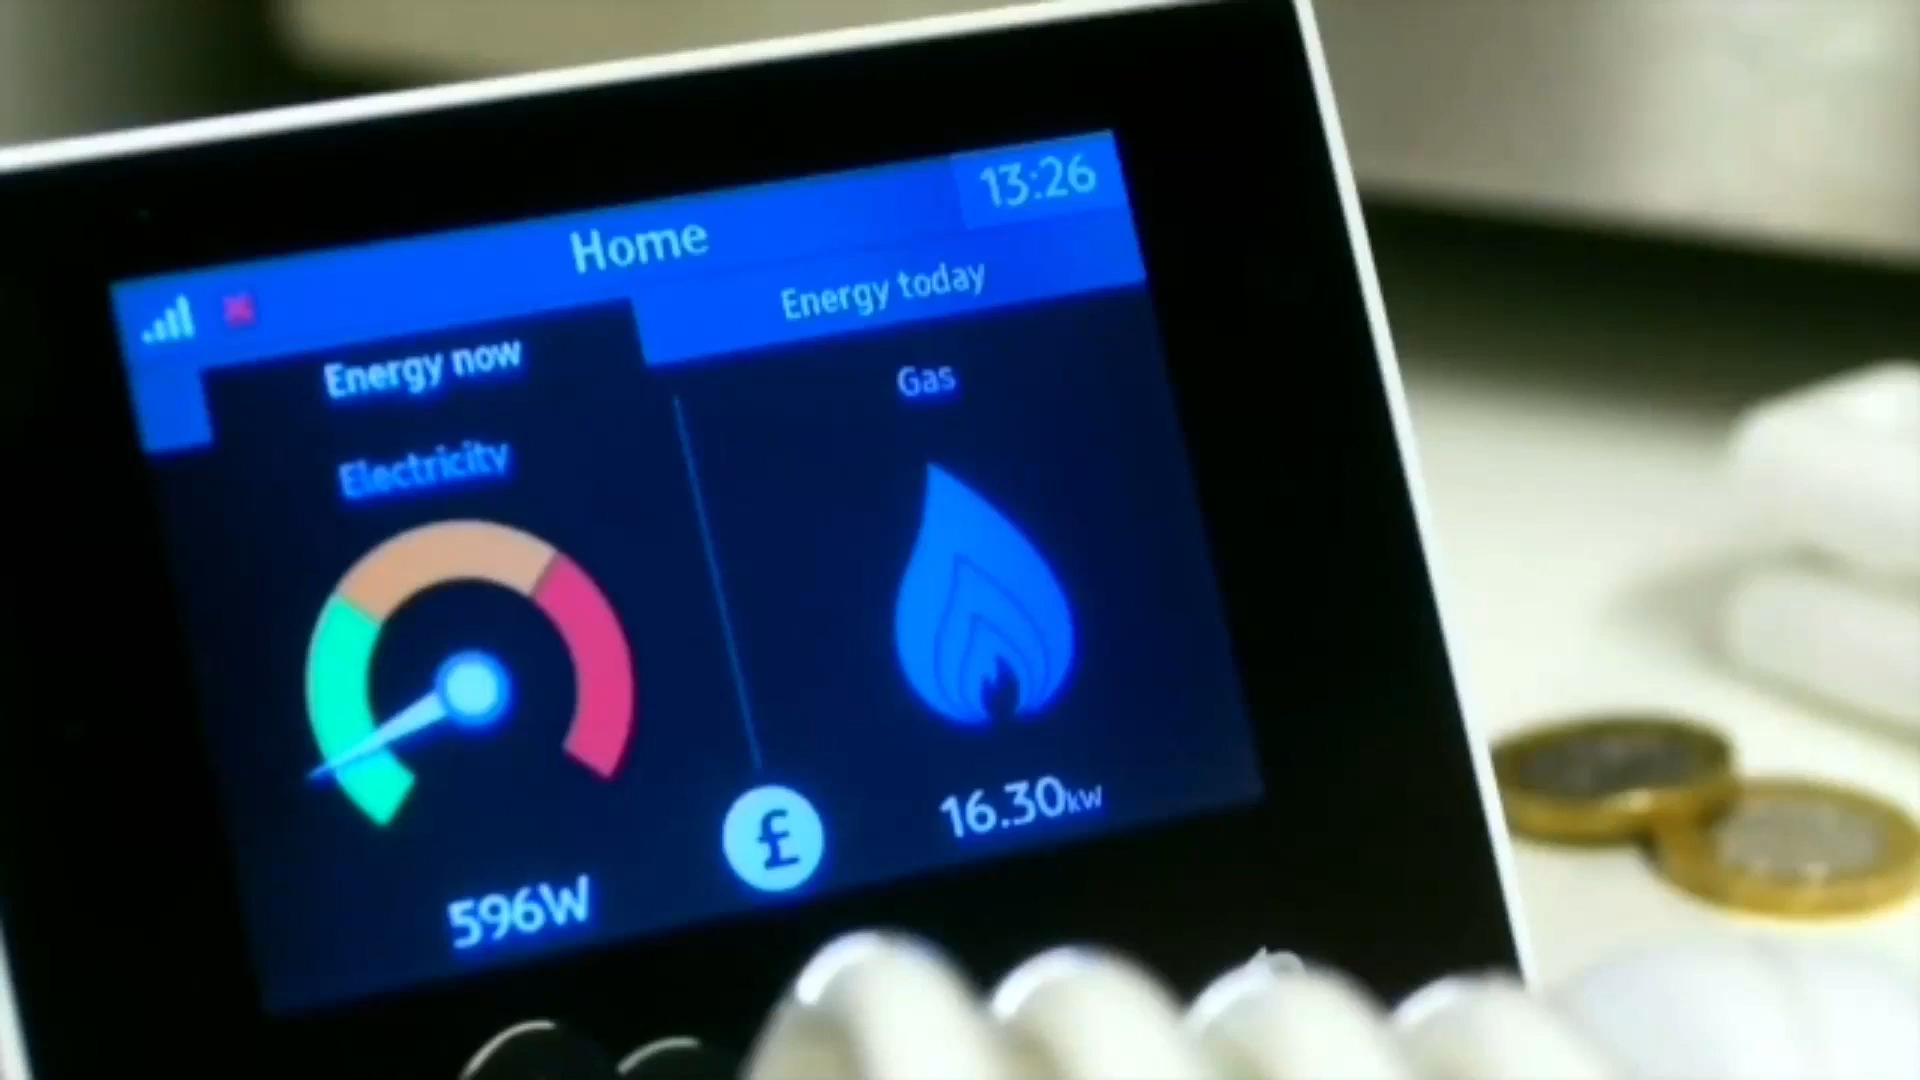 13:26
Home
Energy now
Energy today
Electricity
Gas
596W
£
16.30kW